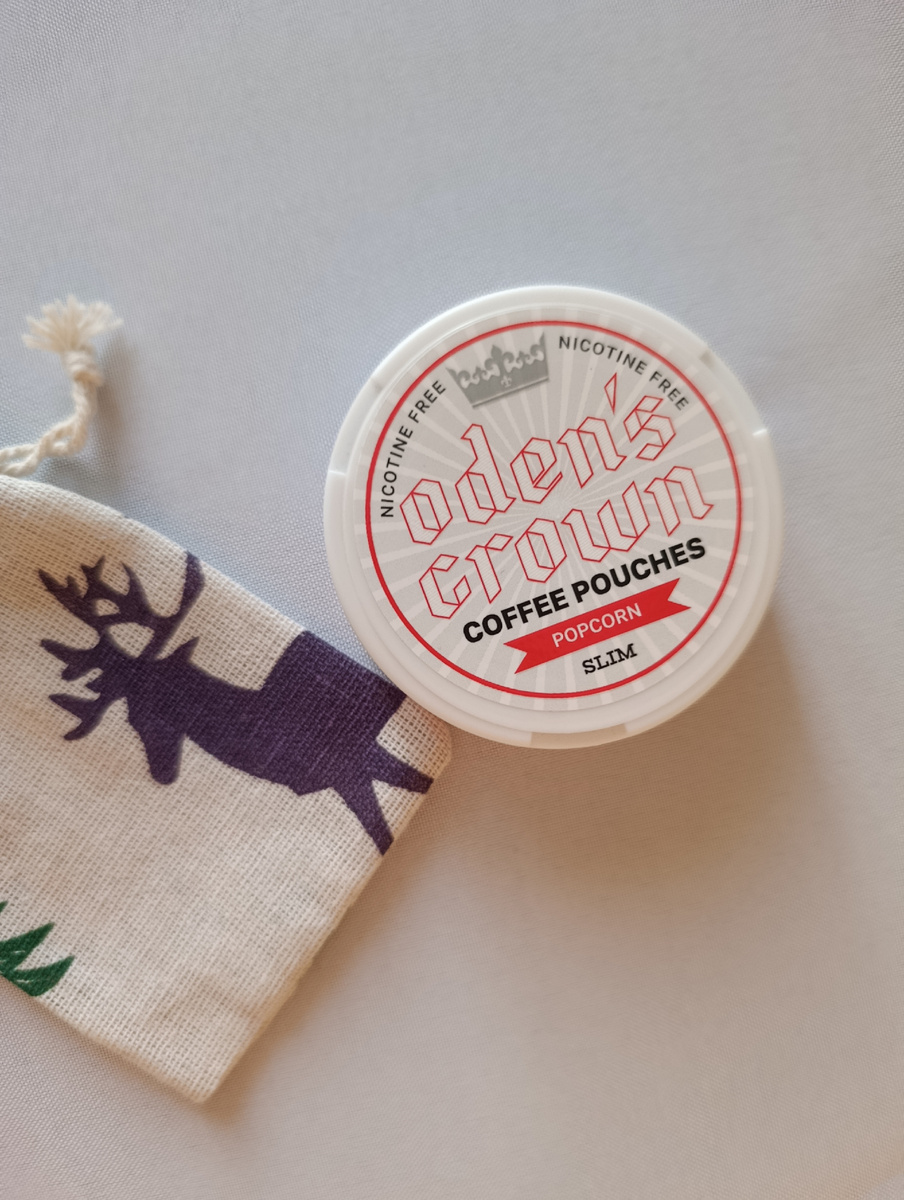 NICOTINE FREE
NICOTINE FREE
oden's
crown
COFFEE POUCHES
POPCORN
SLIM